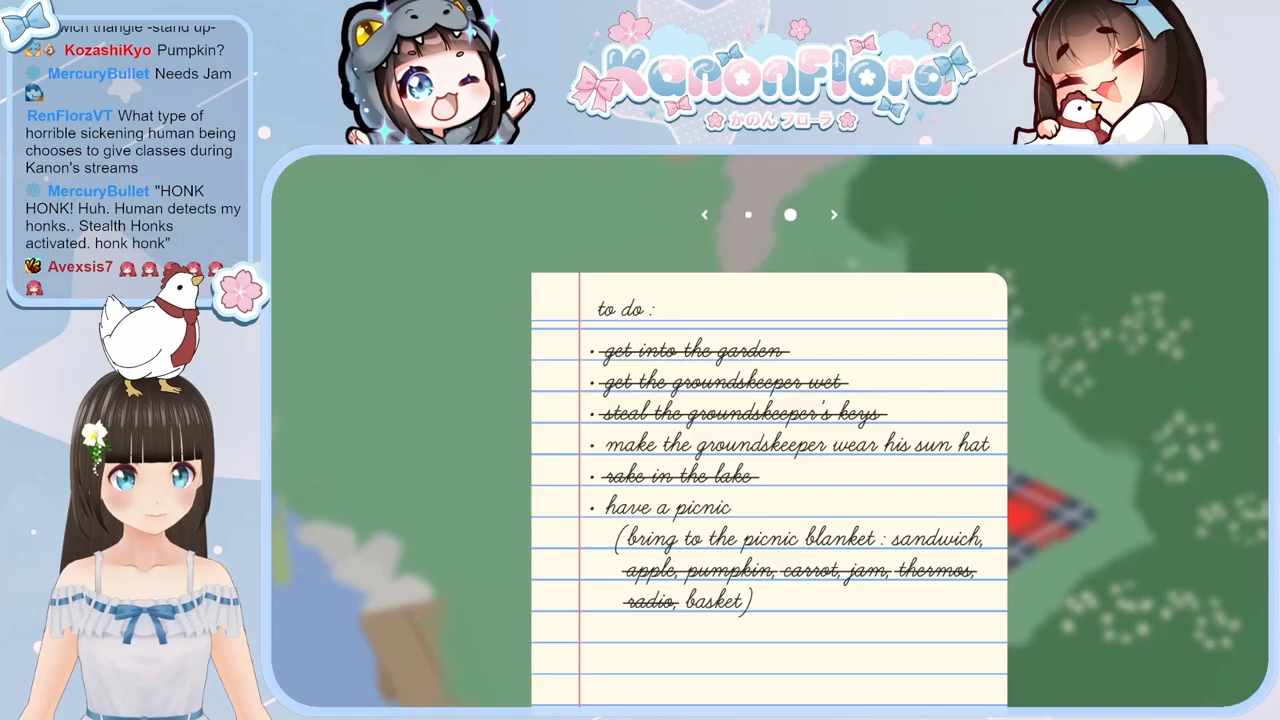 wich triangle -stand up-
KozashiKyo Pumpkin?
MercuryBullet Needs Jam
RenFloraVT What type of
horrible sickening human being
chooses to give classes during
Kanon's streams
MercuryBullet "HONK
HONK! Huh. Human detects my
honks.. Stealth Honks
activated. honk honk"
Avexsis7
KanonFlora
かのん フローラ
to do :
• get into the garden
• get the groundskeeper wet
• steal the groundskeeper's keys
• make the groundskeeper wear his sun hat
• rake in the lake
• have a picnic
(bring to the picnic blanket : sandwich,
apple, pumpkin, carrot, jam, thermos,
radio, basket)